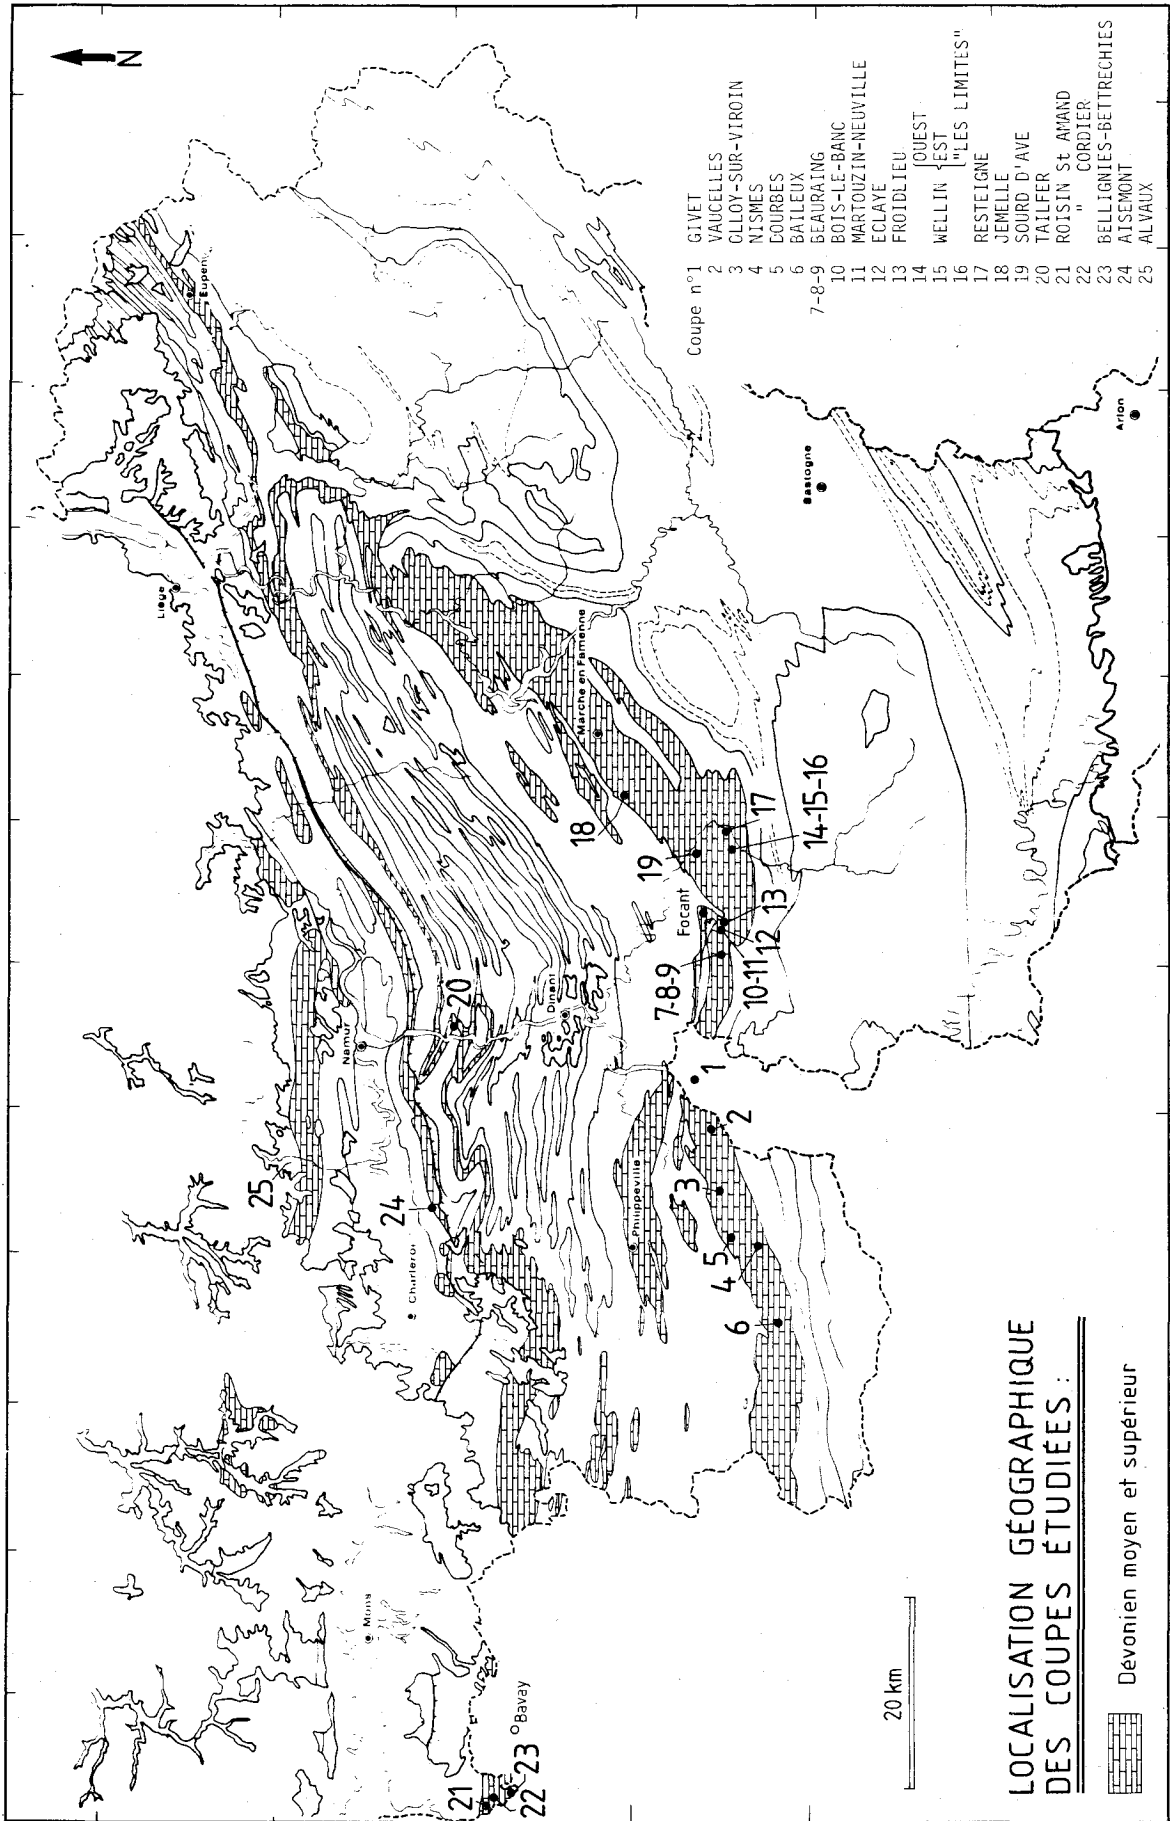 N
Coupe n°1 GIVET
2 VAUCELLES
3 OLLOY-SUR-VIROIN
4 NISMES
5 DOURBES
6 BAILEUX
7-8-9 BEAURAING
10 BOIS-LE-BANC
11 MARTOUZIN-NEUVILLE
12 ECLAYE
13 FROIDLIEU
14 OUEST
15 WELLIN EST
16 "LES LIMITES"
17 RESTEIGNE
18 JEMELLE
19 SOURD D'AVE
20 TAILFER
21 ROISIN St AMAND
22 " CORDIER
23 BELLIGNIES-BETTRECHIES
24 AISEMONT
25 ALVAUX
Eupen
Liège
Bastogne
Arlon
Marche en Famenne
18
19
17
14-15-16
Focant
13
12
10-11
7-8-9
Dinant
20
Namur
1
2
3
Philippeville
5
4
6
25
24
Charleroi
Mons
Bavay
21
22
23
20 km
LOCALISATION GÉOGRAPHIQUE
DES COUPES ÉTUDIÉES :
Dévonien moyen et supérieur